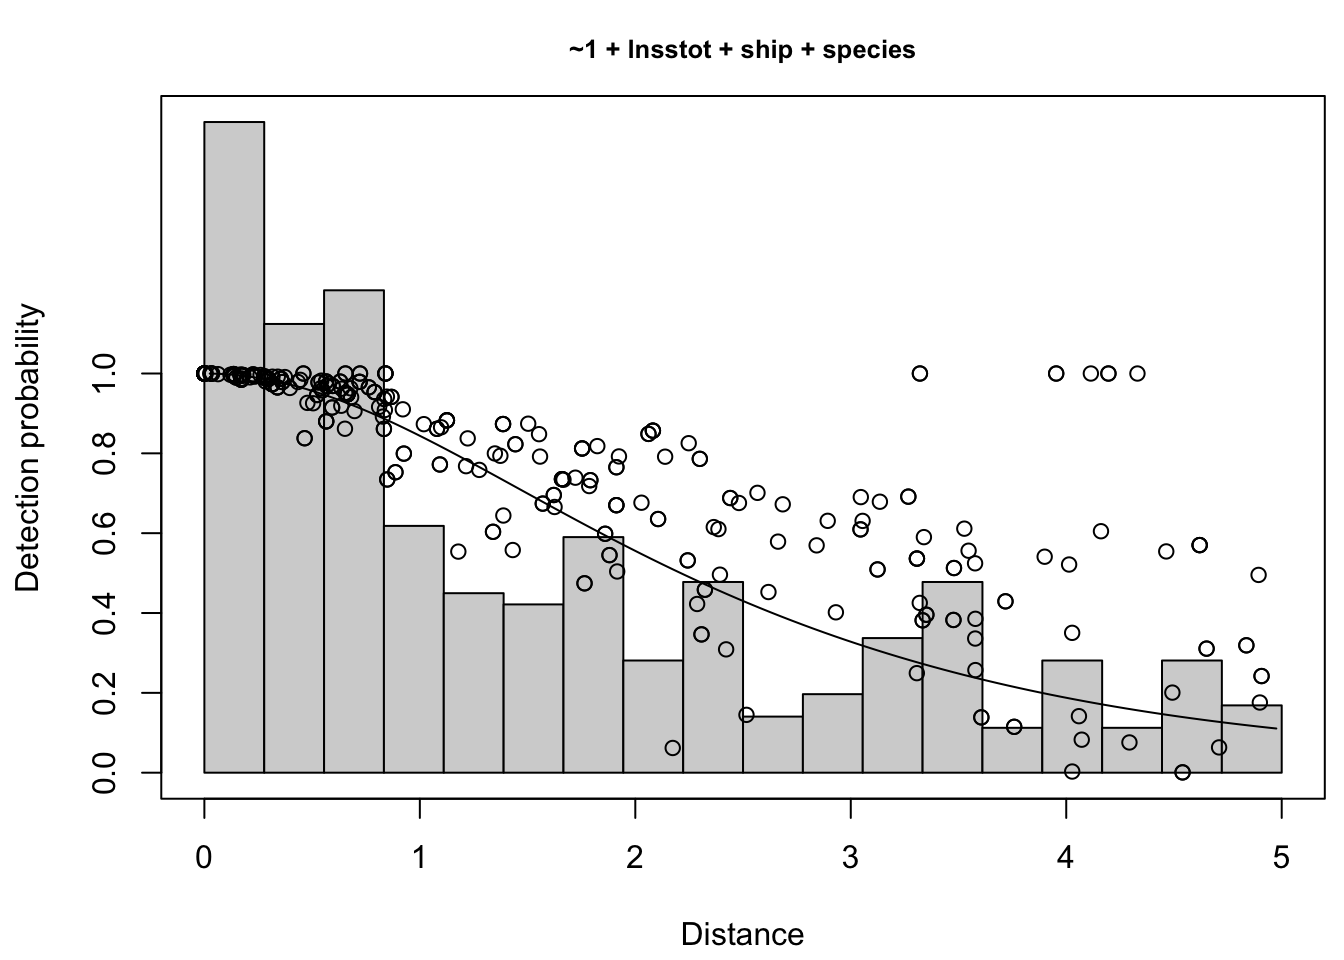 ~1 + lnsstot + ship + species
Detection probability
1.0
0.8
0.6
0.4
0.2
0.0
0 1 2 3 4 5
Distance